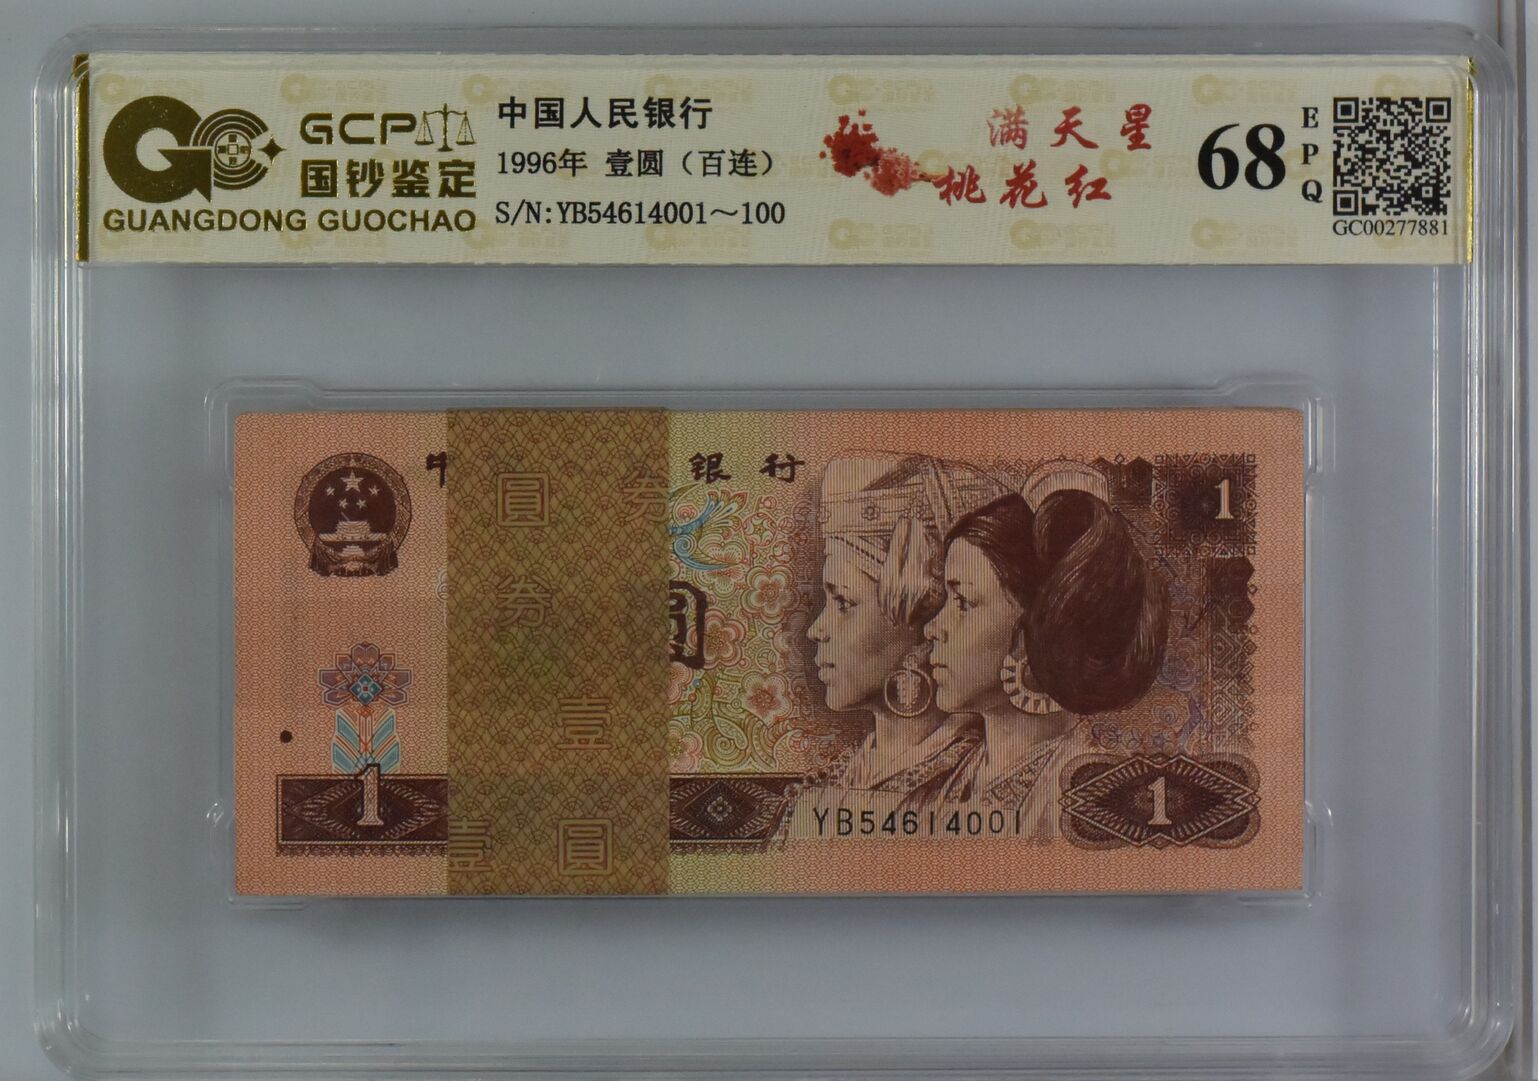 GCP
国钞鉴定
GUANGDONG GUOCHAO
中国人民银行
1996年 壹圆（百连）
S/N:YB54614001～100
满天星
桃花红
68
EPQ
GC00277881
银行
圆券
券
圆
壹
壹圆
1
1
1
YB54614001